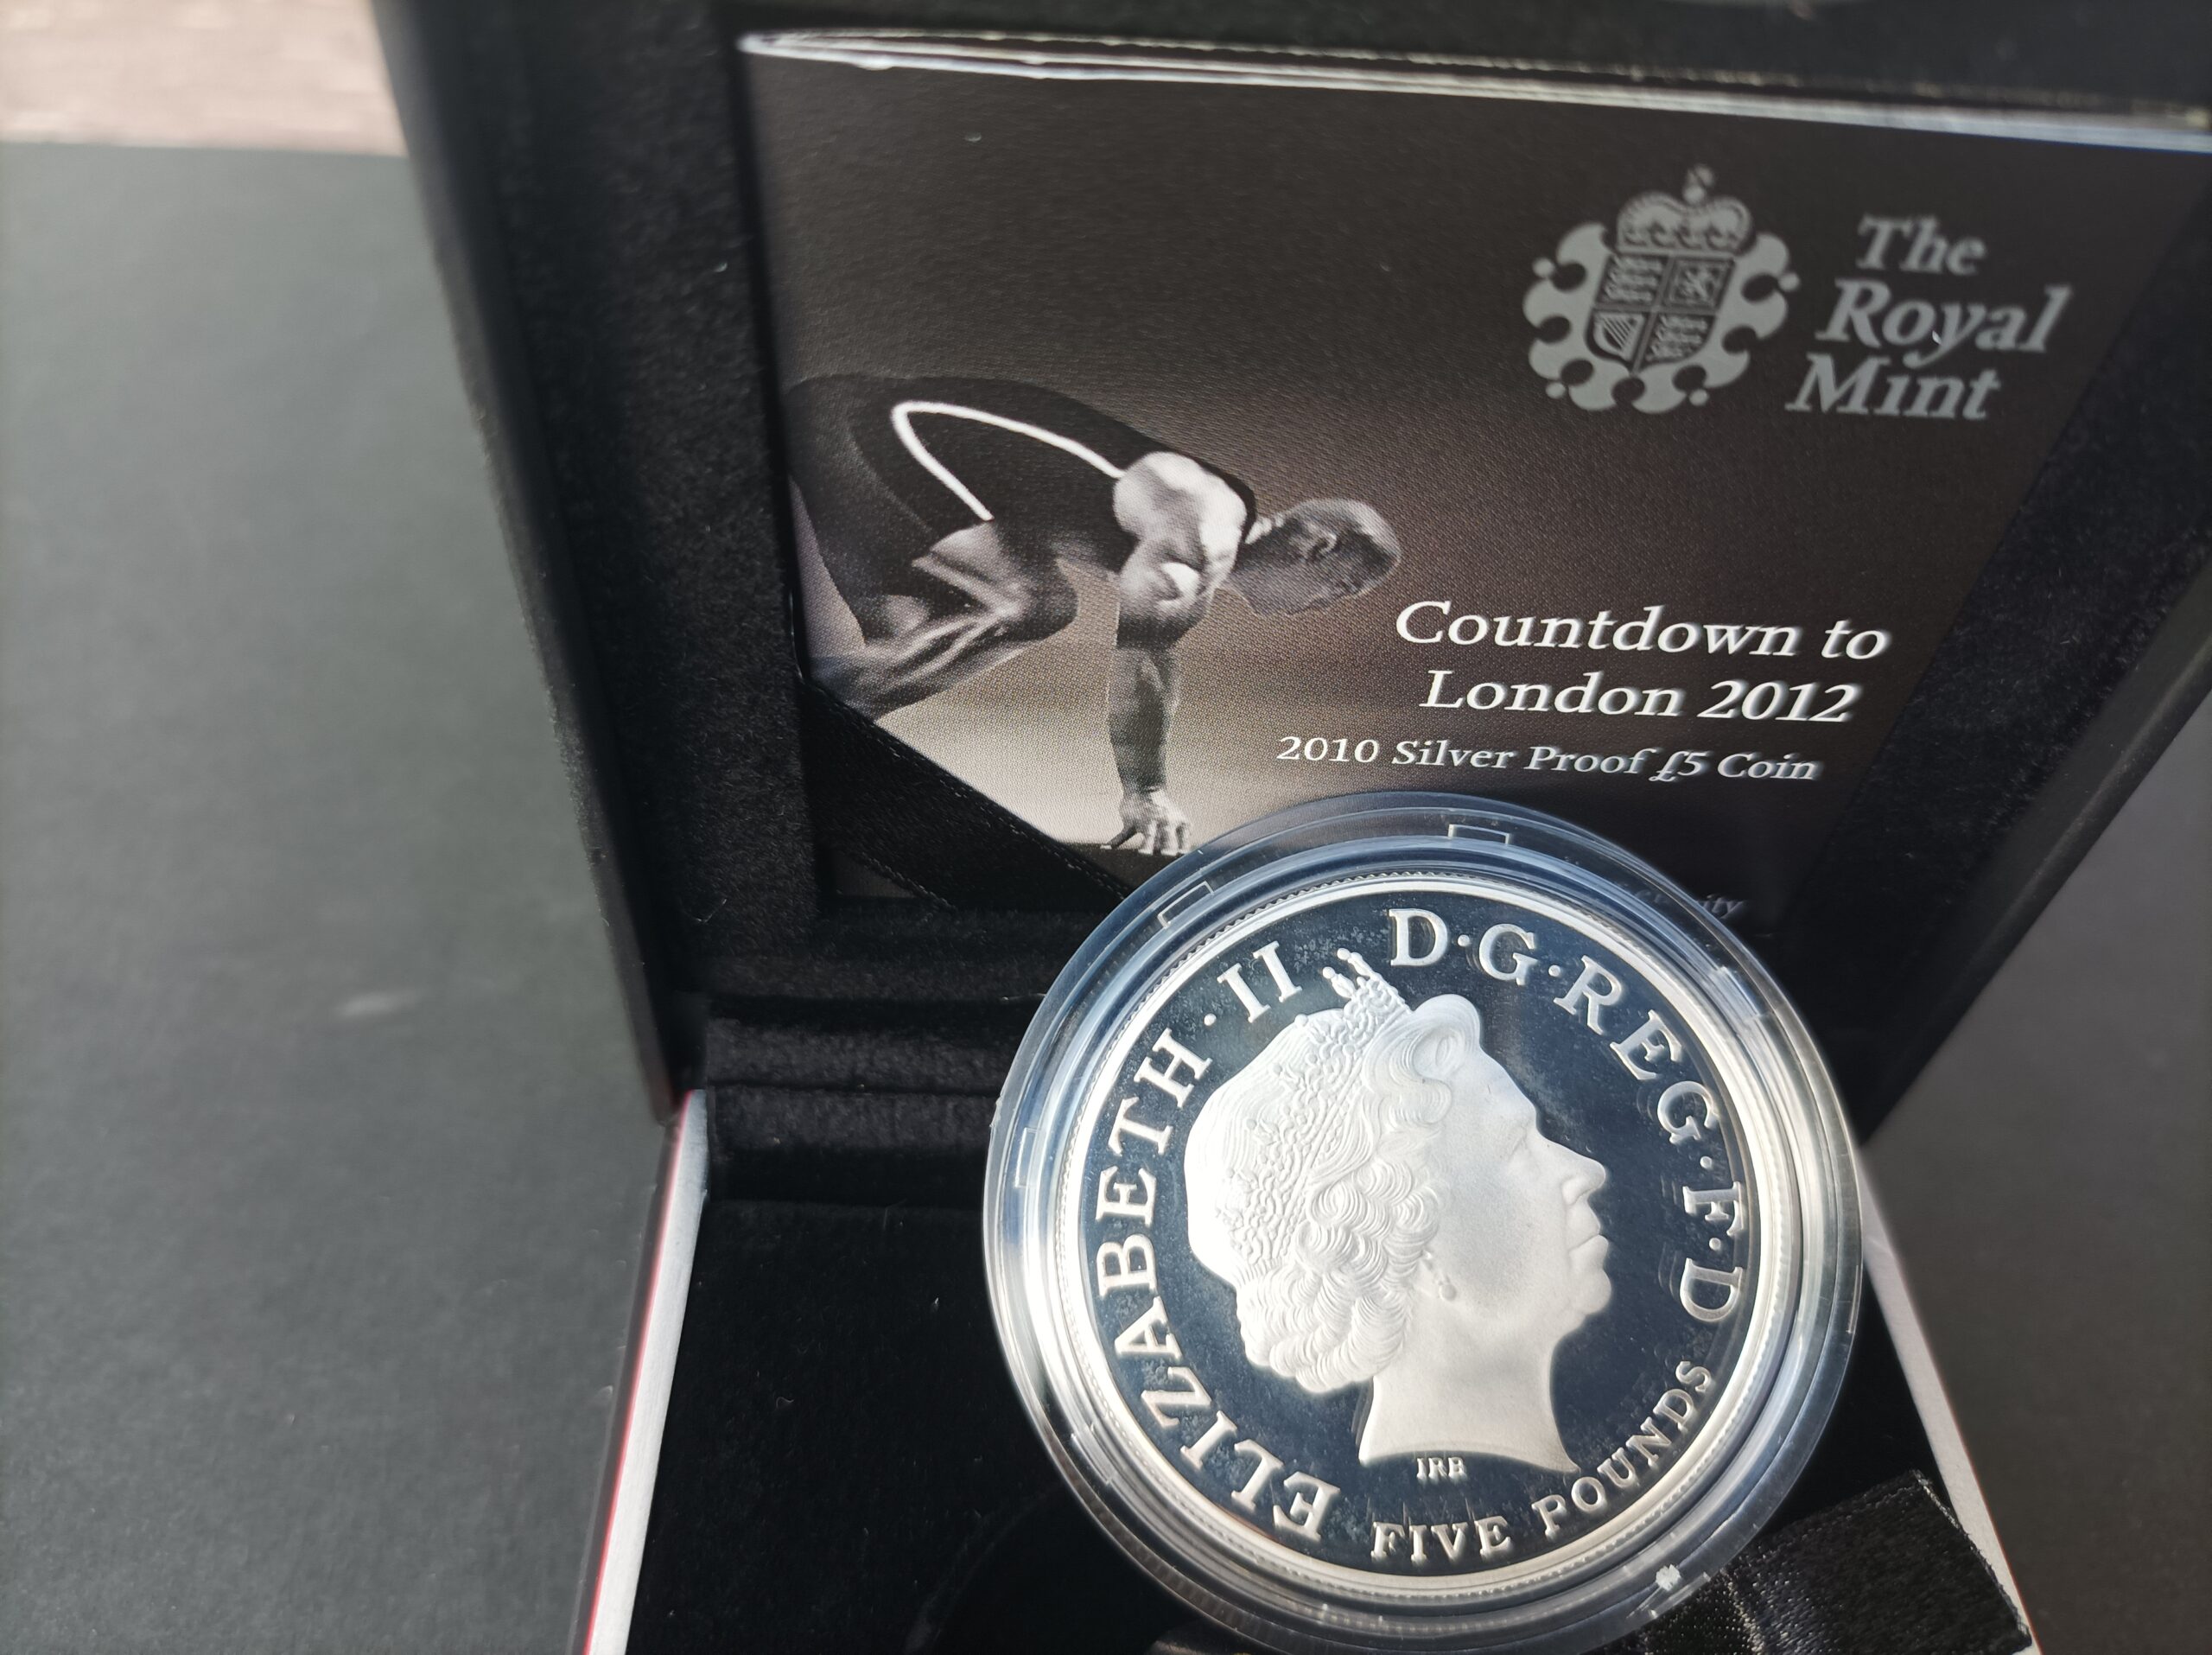 The
Royal
Mint
Countdown to
London 2012
2010 Silver Proof £5 Coin
ELIZABETH·II D·G·REG·F·D
FIVE POUNDS
IRB